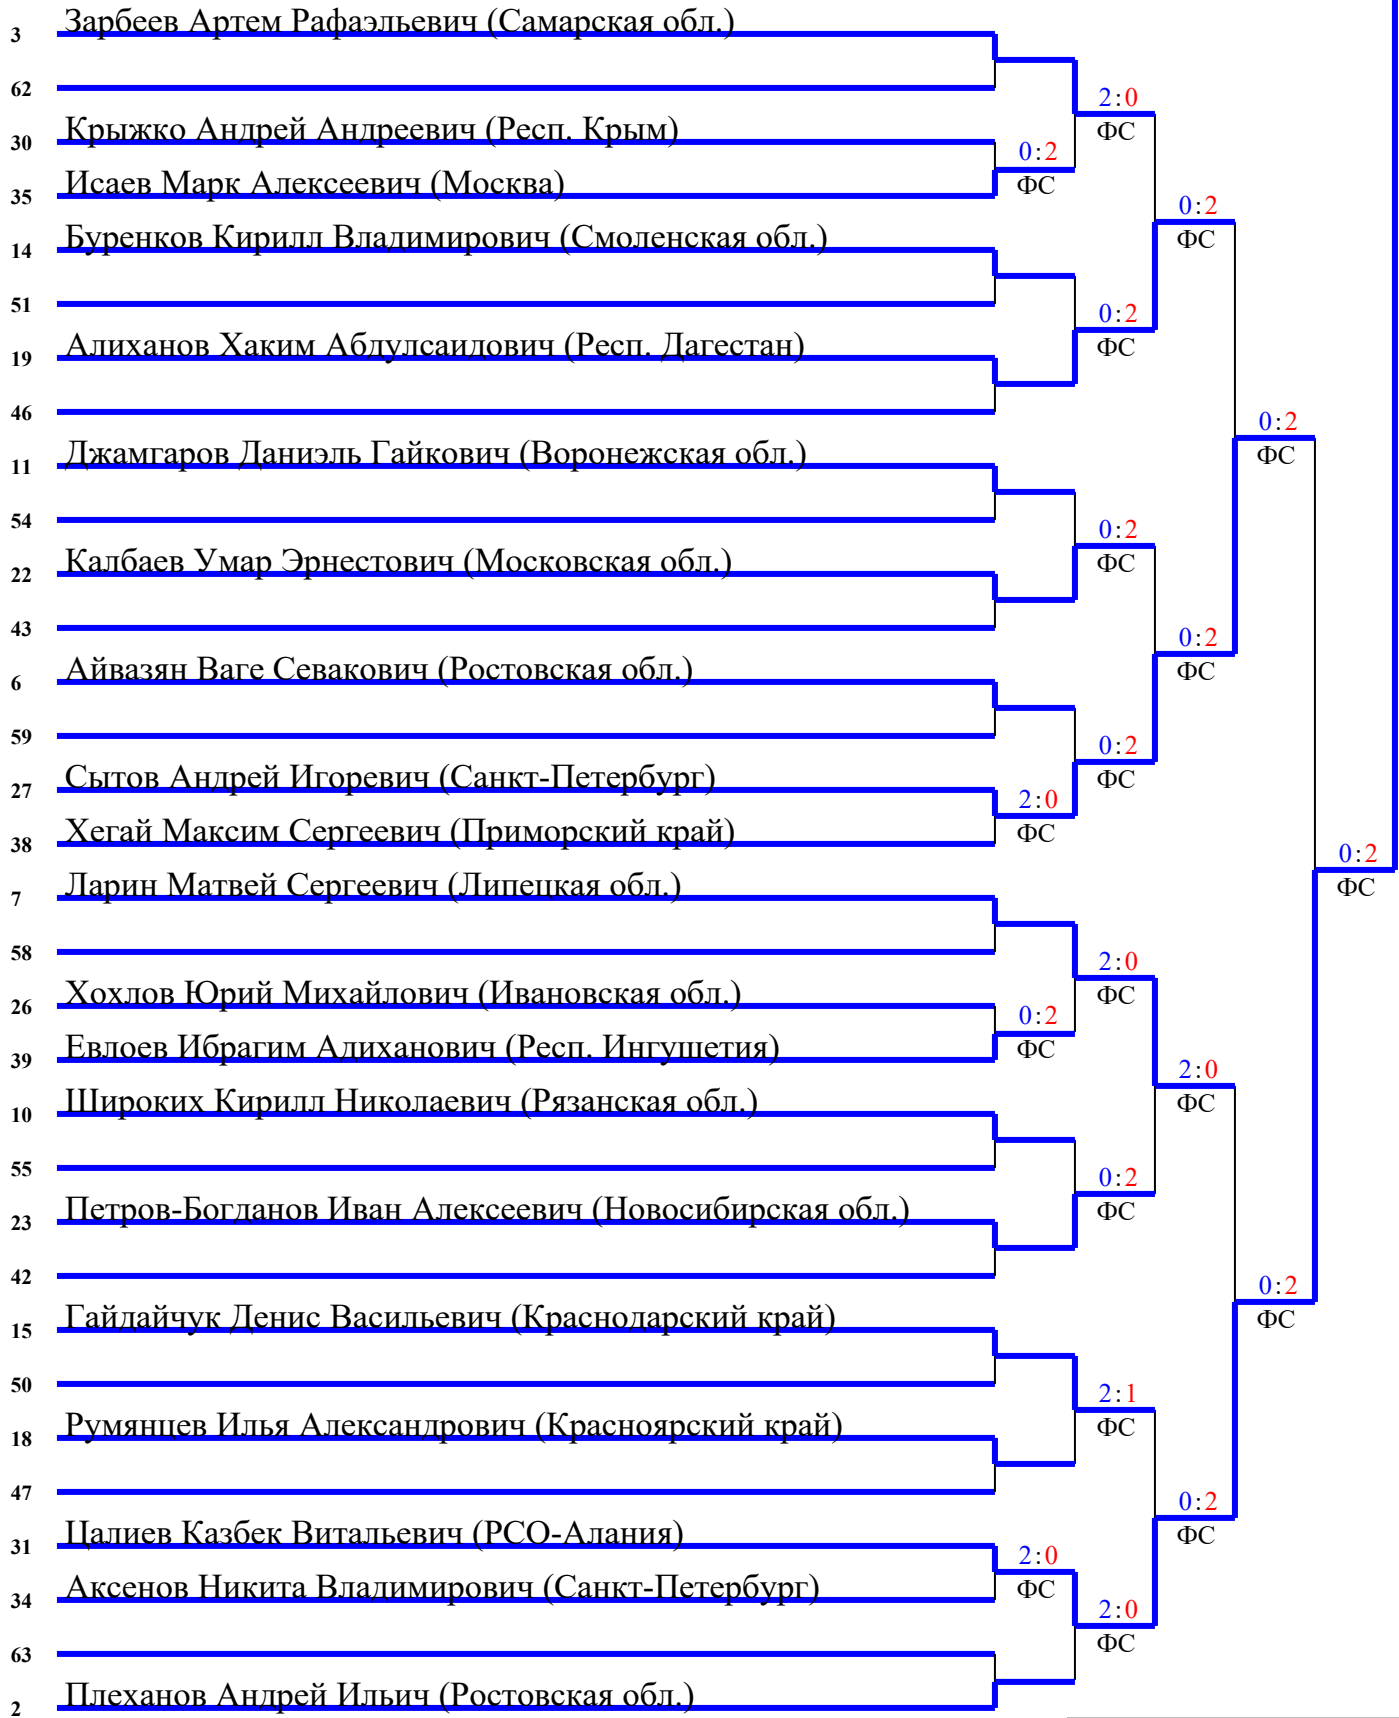 3 Зарбеев Артем Рафаэльевич (Самарская обл.)
62
2:0
ФС
30 Крыжко Андрей Андреевич (Респ. Крым)
0:2
ФС
35 Исаев Марк Алексеевич (Москва)
0:2
ФС
14 Буренков Кирилл Владимирович (Смоленская обл.)
51
0:2
ФС
19 Алиханов Хаким Абдулсаидович (Респ. Дагестан)
46
0:2
ФС
11 Джамгаров Даниэль Гайкович (Воронежская обл.)
54
0:2
ФС
22 Калбаев Умар Эрнестович (Московская обл.)
43
0:2
ФС
6 Айвазян Ваге Севакович (Ростовская обл.)
59
0:2
ФС
27 Сытов Андрей Игоревич (Санкт-Петербург)
2:0
ФС
38 Хегай Максим Сергеевич (Приморский край)
0:2
ФС
7 Ларин Матвей Сергеевич (Липецкая обл.)
58
2:0
ФС
26 Хохлов Юрий Михайлович (Ивановская обл.)
0:2
ФС
39 Евлоев Ибрагим Адиханович (Респ. Ингушетия)
2:0
ФС
10 Широких Кирилл Николаевич (Рязанская обл.)
55
0:2
ФС
23 Петров-Богданов Иван Алексеевич (Новосибирская обл.)
42
0:2
ФС
15 Гайдайчук Денис Васильевич (Краснодарский край)
50
2:1
ФС
18 Румянцев Илья Александрович (Красноярский край)
47
0:2
ФС
31 Цалиев Казбек Витальевич (РСО-Алания)
2:0
ФС
34 Аксенов Никита Владимирович (Санкт-Петербург)
2:0
ФС
63
2 Плеханов Андрей Ильич (Ростовская обл.)